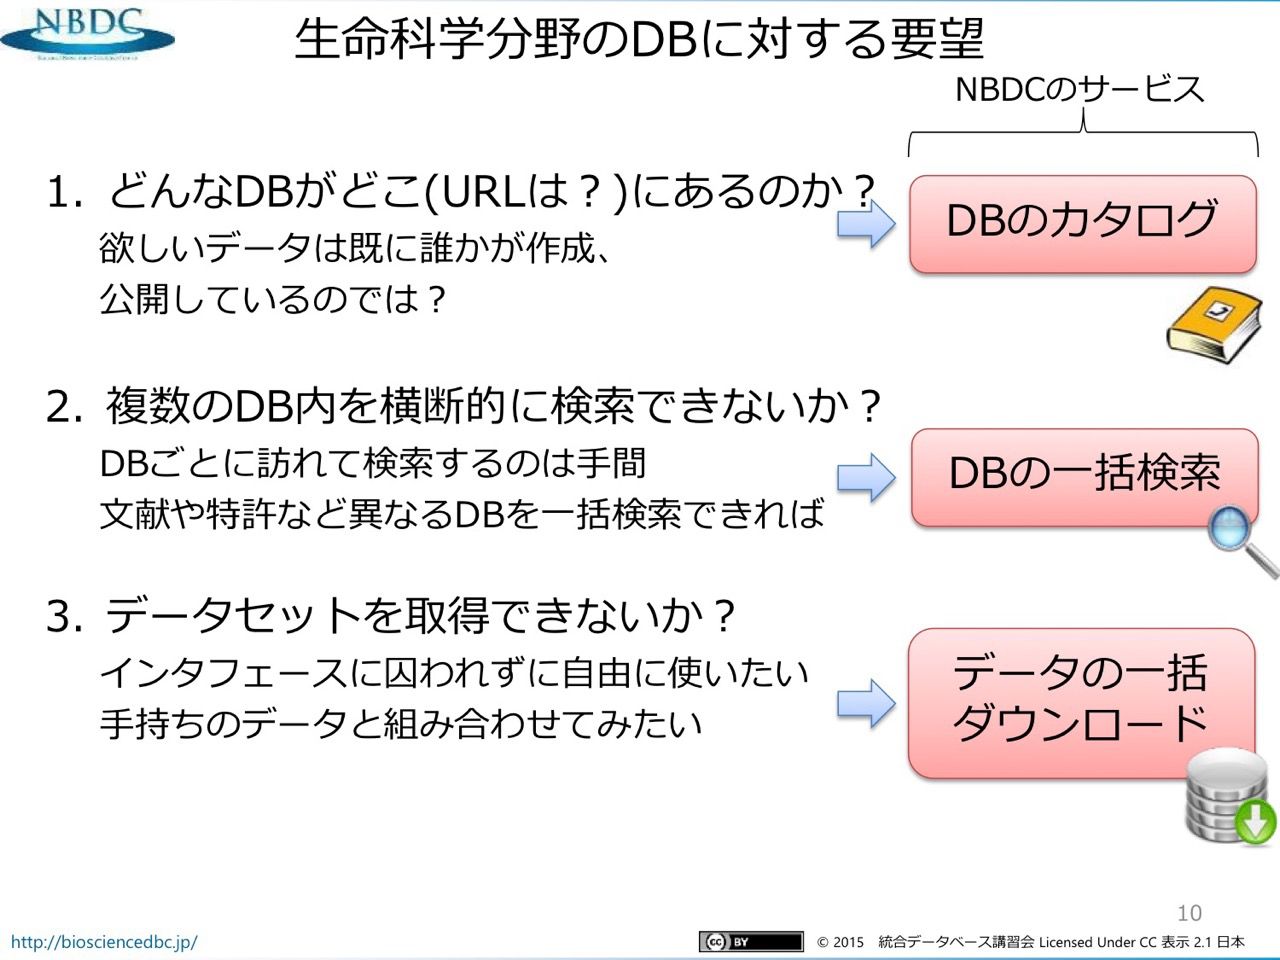 NBDC
生命科学分野のDBに対する要望
NBDCのサービス
1. どんなDBがどこ(URLは？)にあるのか？
欲しいデータは既に誰かが作成、
公開しているのでは？
DBのカタログ
2. 複数のDB内を横断的に検索できないか？
DBごとに訪れて検索するのは手間
文献や特許など異なるDBを一括検索できれば
DBの一括検索
3. データセットを取得できないか？
インタフェースに囚われずに自由に使いたい
手持ちのデータと組み合わせてみたい
データの一括
ダウンロード
10
http://biosciencedbc.jp/
cc BY
© 2015 統合データベース講習会 Licensed Under CC 表示 2.1 日本